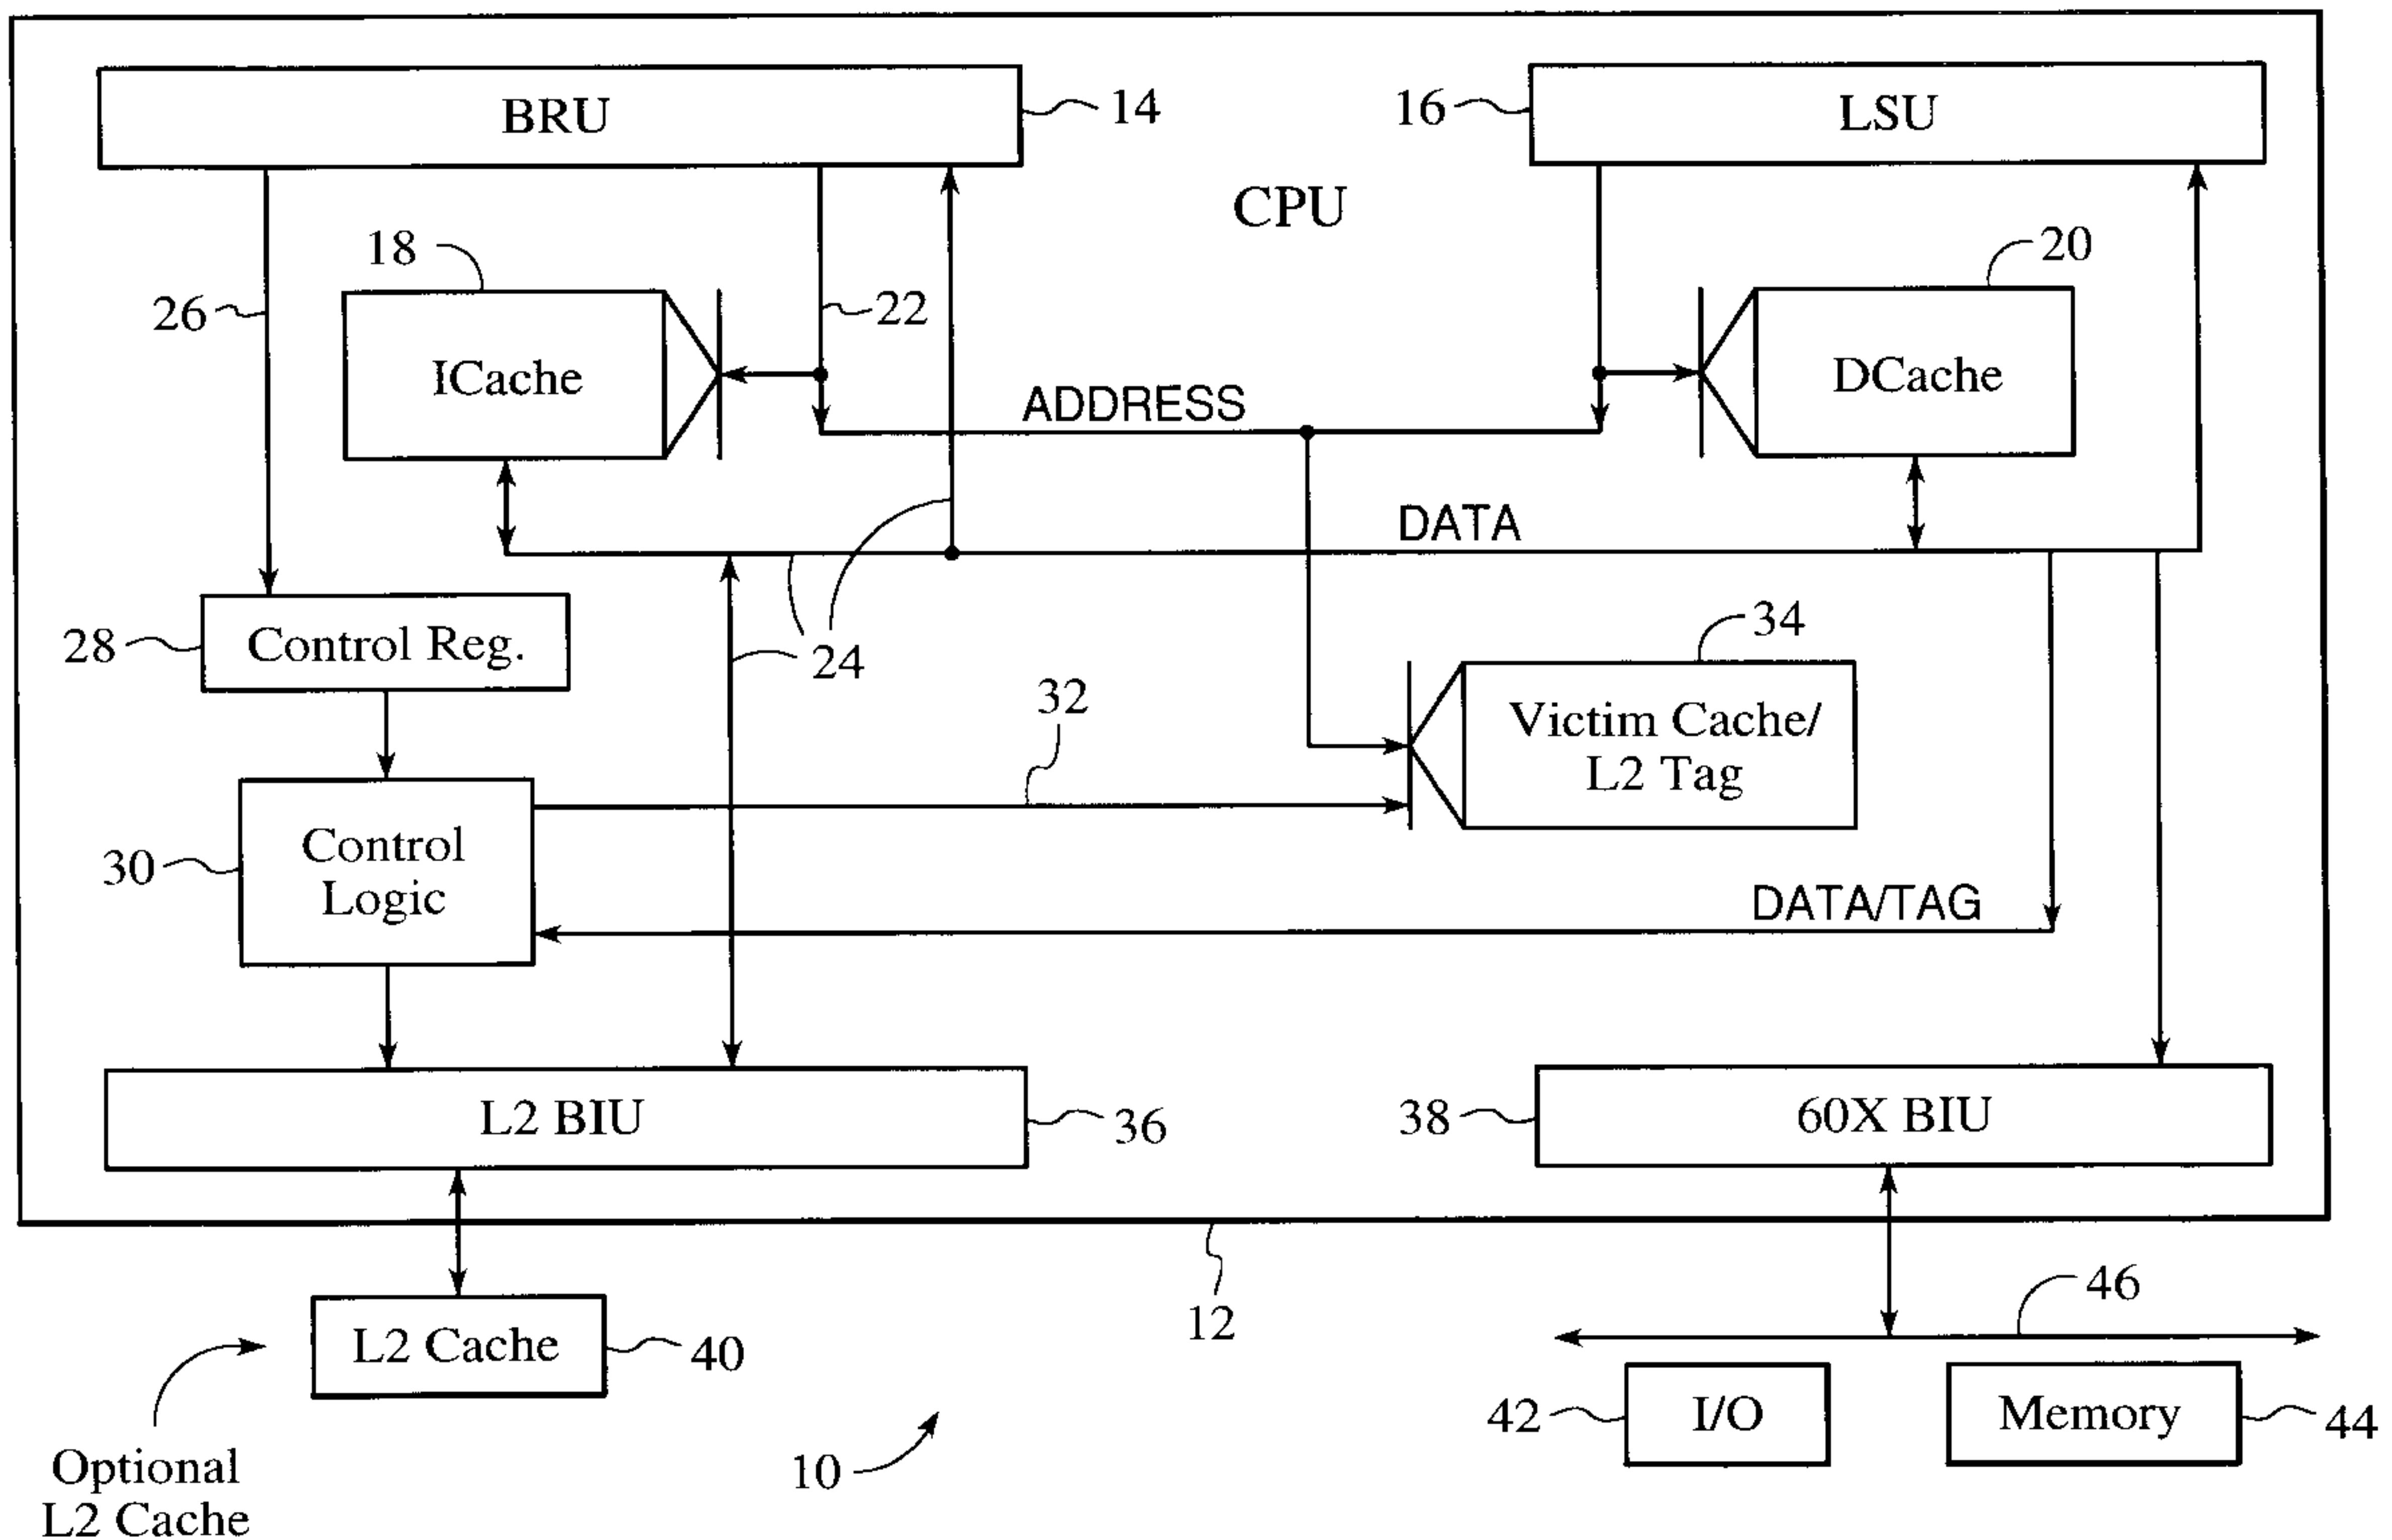 BRU
14
16
LSU
CPU
18
20
26
22
ICache
DCache
ADDRESS
DATA
28
Control Reg.
24
34
32
Victim Cache/
L2 Tag
30
Control
Logic
DATA/TAG
L2 BIU
36
38
60X BIU
12
46
L2 Cache
40
42
I/O
Memory
44
10
Optional
L2 Cache